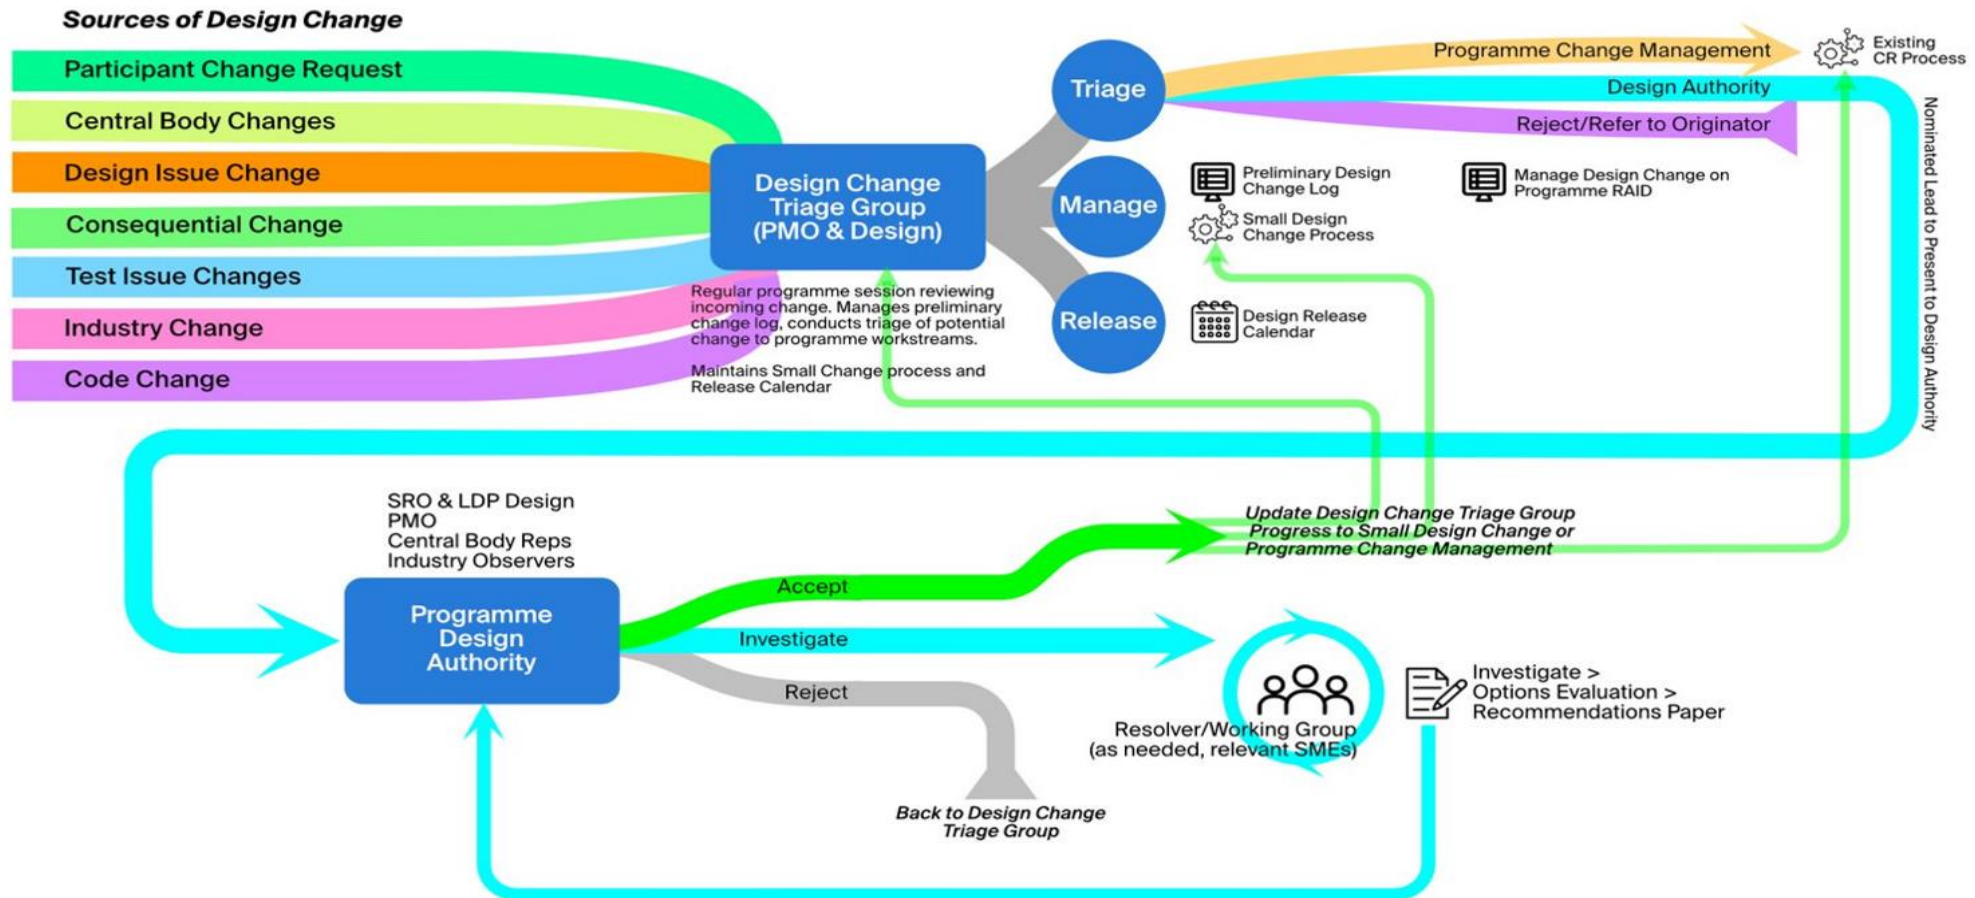 Sources of Design Change
Participant Change Request
Central Body Changes
Design Issue Change
Consequential Change
Test Issue Changes
Industry Change
Code Change
Design Change
Triage Group
(PMO & Design)
Regular programme session reviewing
incoming change. Manages preliminary
change log, conducts triage of potential
change to programme workstreams.
Maintains Small Change process and
Release Calendar
Triage
Manage
Release
Programme Change Management
Design Authority
Reject/Refer to Originator
Existing
CR Process
Preliminary Design
Change Log
Small Design
Change Process
Manage Design Change on
Programme RAID
Design Release
Calendar
Nominated Lead to Present to Design Authority
SRO & LDP Design
PMO
Central Body Reps
Industry Observers
Programme
Design
Authority
Accept
Investigate
Reject
Update Design Change Triage Group
Progress to Small Design Change or
Programme Change Management
Resolver/Working Group
(as needed, relevant SMEs)
Investigate >
Options Evaluation >
Recommendations Paper
Back to Design Change
Triage Group